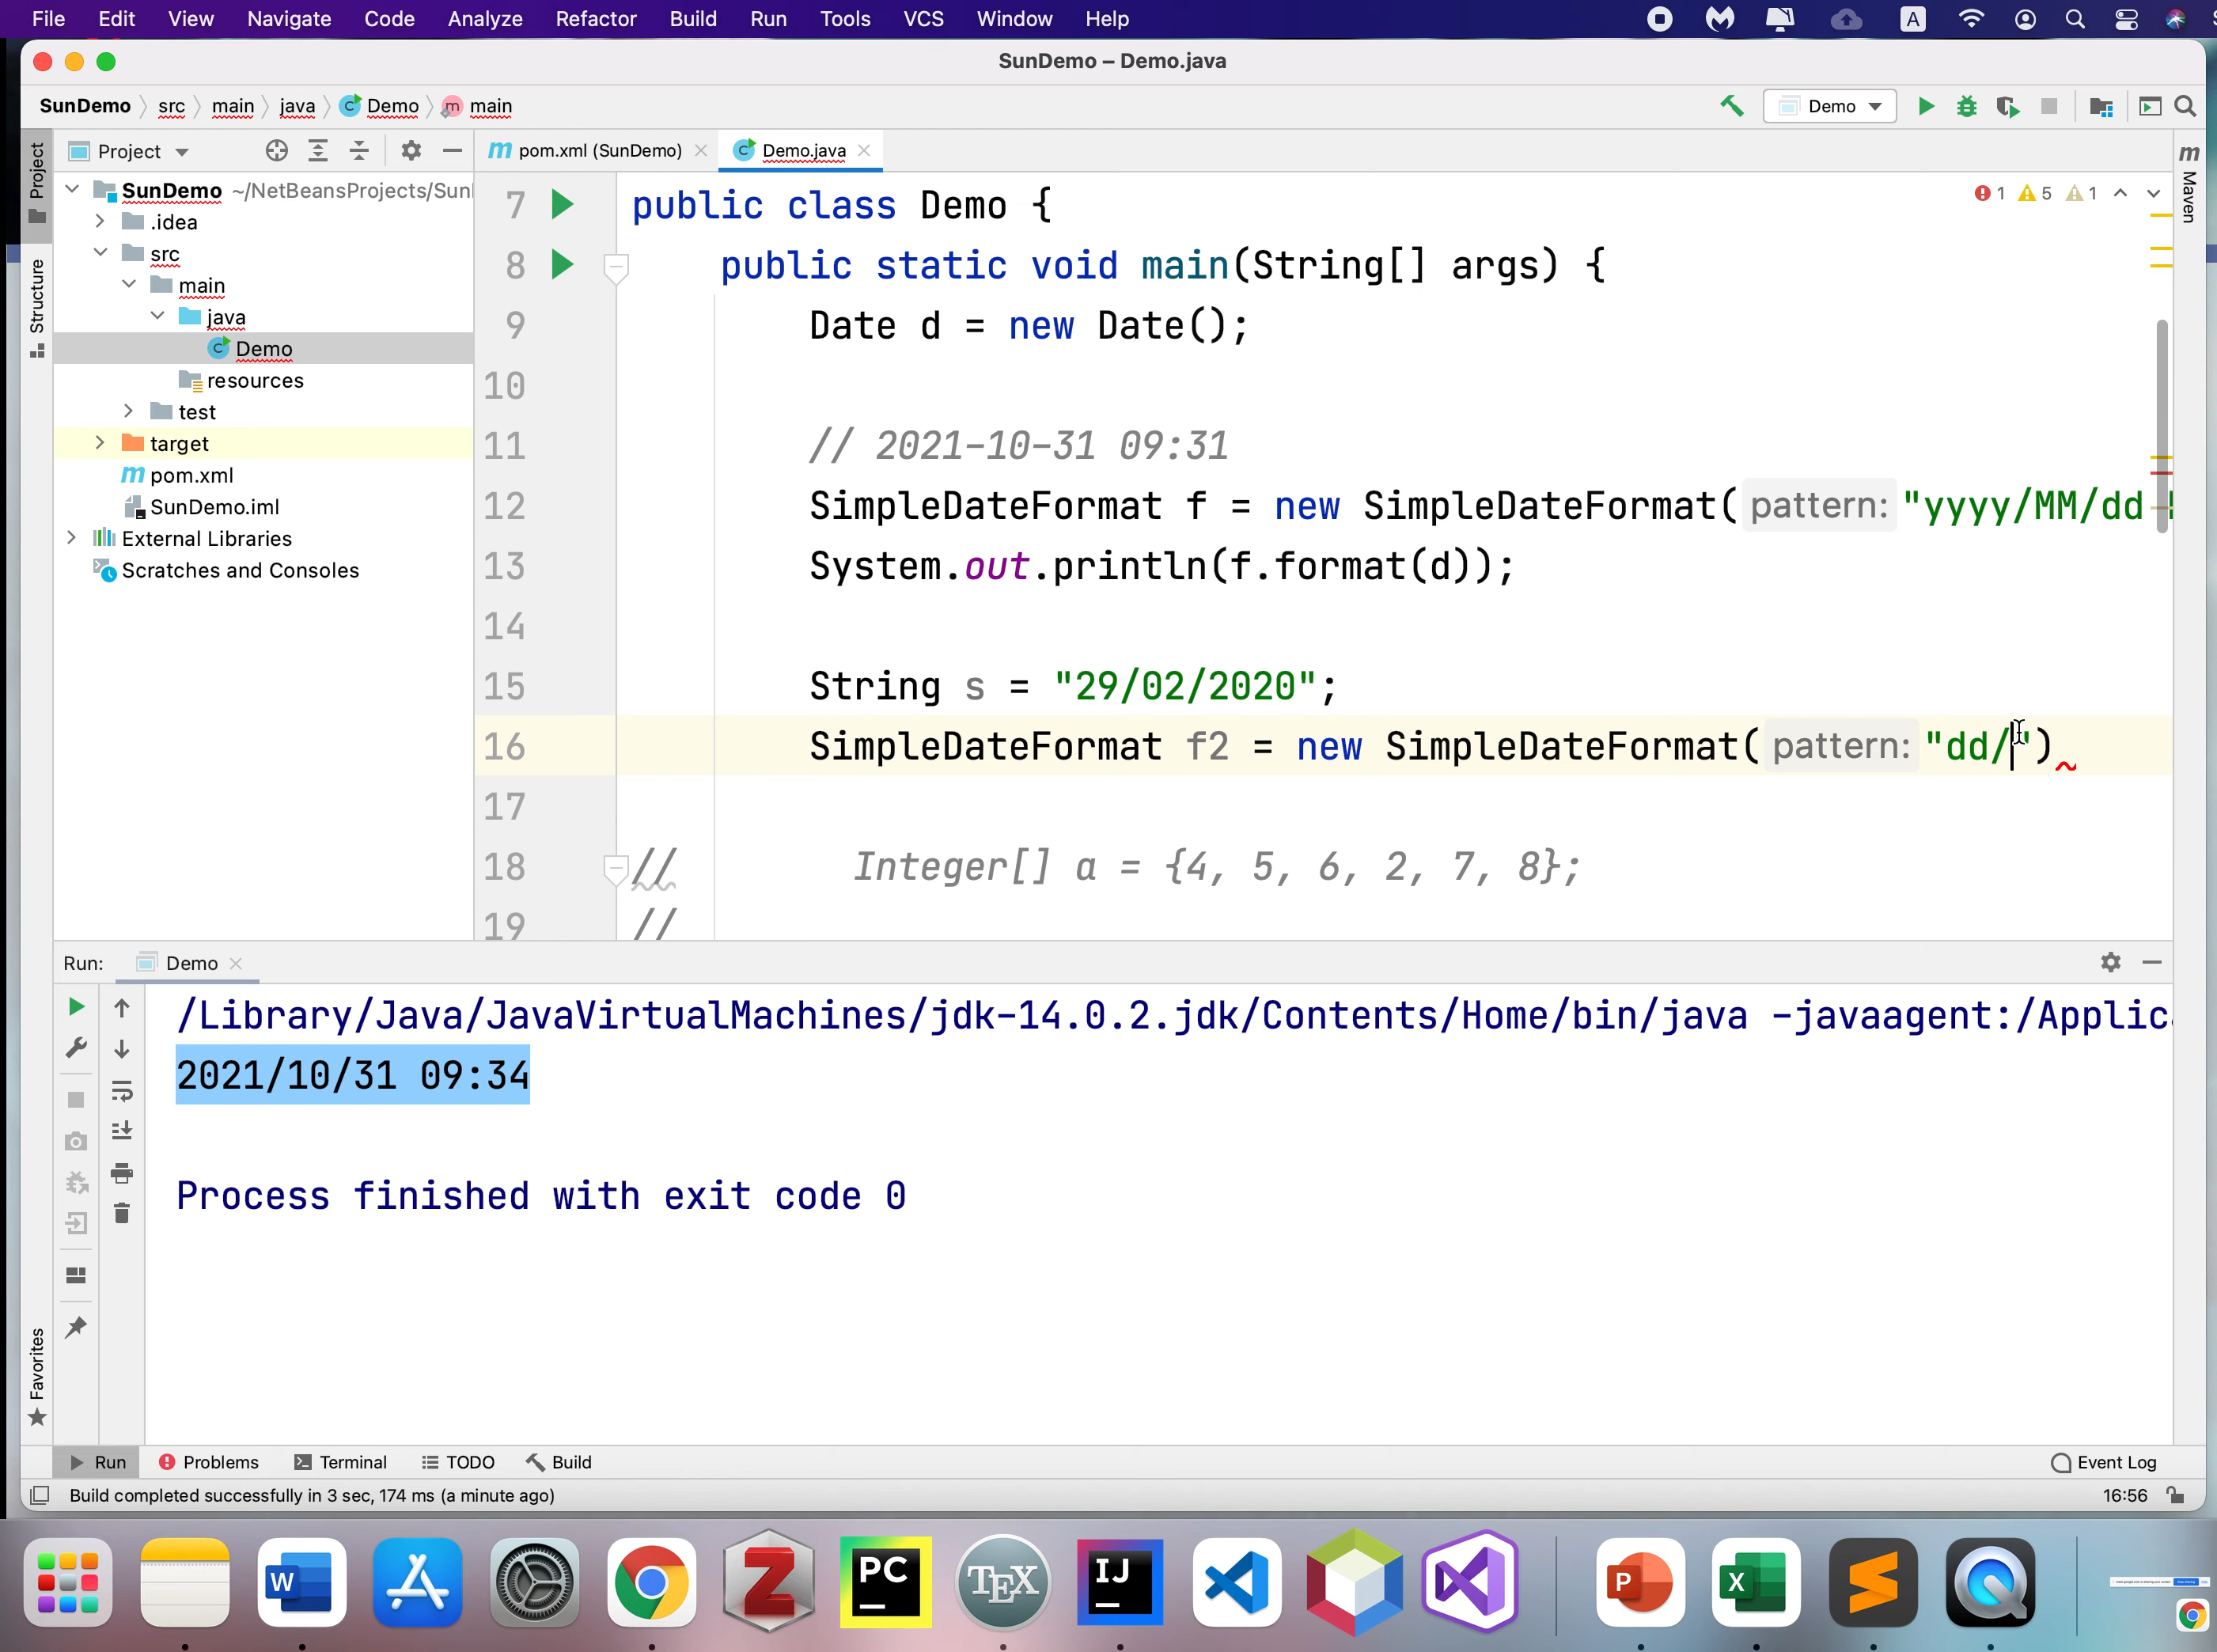 File Edit View Navigate Code Analyze Refactor Build Run Tools VCS Window Help
SunDemo – Demo.java
SunDemo src main java Demo main
Demo
Project
pom.xml (SunDemo)
Demo.java
Project
Structure
Favorites
Maven
SunDemo ~/NetBeansProjects/Sun
.idea
src
main
java
Demo
resources
test
target
pom.xml
SunDemo.iml
External Libraries
Scratches and Consoles
1 5 1
7 public class Demo {
8 public static void main(String[] args) {
9 Date d = new Date();
10
11 // 2021-10-31 09:31
12 SimpleDateFormat f = new SimpleDateFormat( pattern: "yyyy/MM/dd
13 System.out.println(f.format(d));
14
15 String s = "29/02/2020";
16 SimpleDateFormat f2 = new SimpleDateFormat( pattern: "dd/")
17
18 // Integer[] a = {4, 5, 6, 2, 7, 8};
19 //
Run: Demo
/Library/Java/JavaVirtualMachines/jdk-14.0.2.jdk/Contents/Home/bin/java -javaagent:/Applic
2021/10/31 09:34
Process finished with exit code 0
Run Problems Terminal TODO Build Event Log
Build completed successfully in 3 sec, 174 ms (a minute ago) 16:56
W
Z
PC
TEX
IJ
P
X